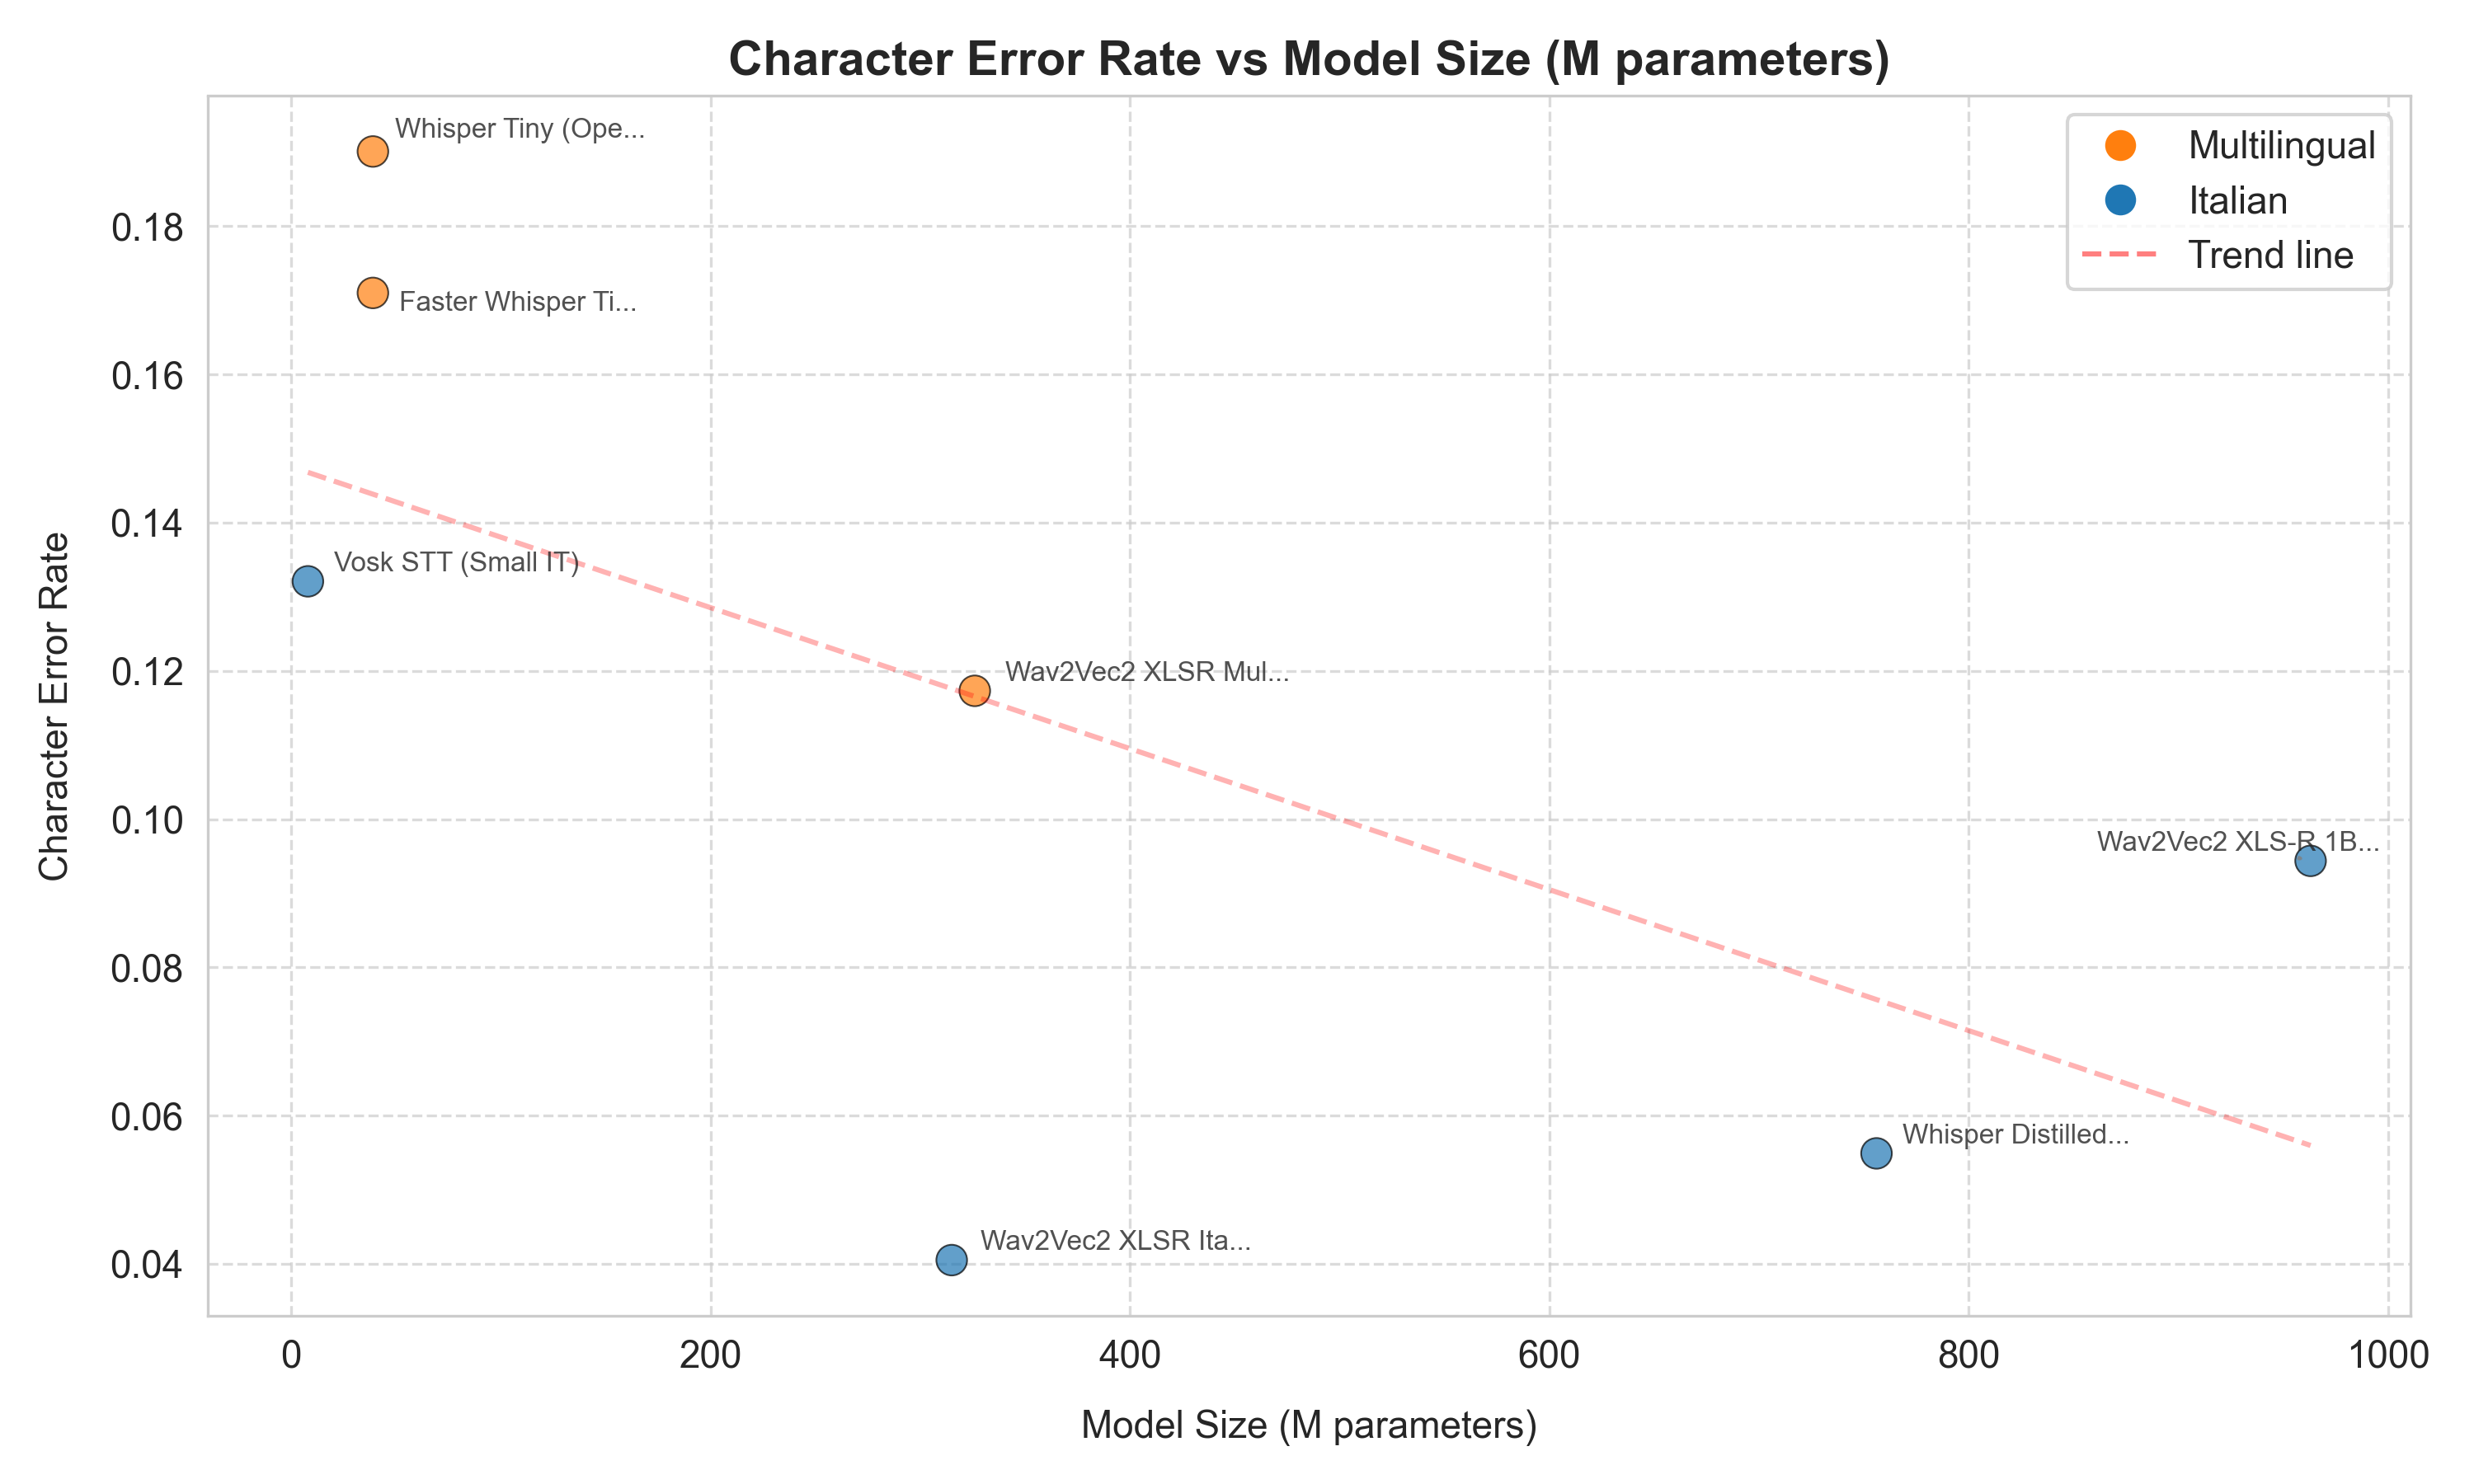 Character Error Rate vs Model Size (M parameters)
Whisper Tiny (Ope...
Multilingual
Italian
Trend line
0.18
Faster Whisper Ti...
0.16
0.14
Vosk STT (Small IT)
0.12
Wav2Vec2 XLSR Mul...
Character Error Rate
0.10
Wav2Vec2 XLS-R 1B...
0.08
0.06
Whisper Distilled...
Wav2Vec2 XLSR Ita...
0.04
0 200 400 600 800 1000
Model Size (M parameters)